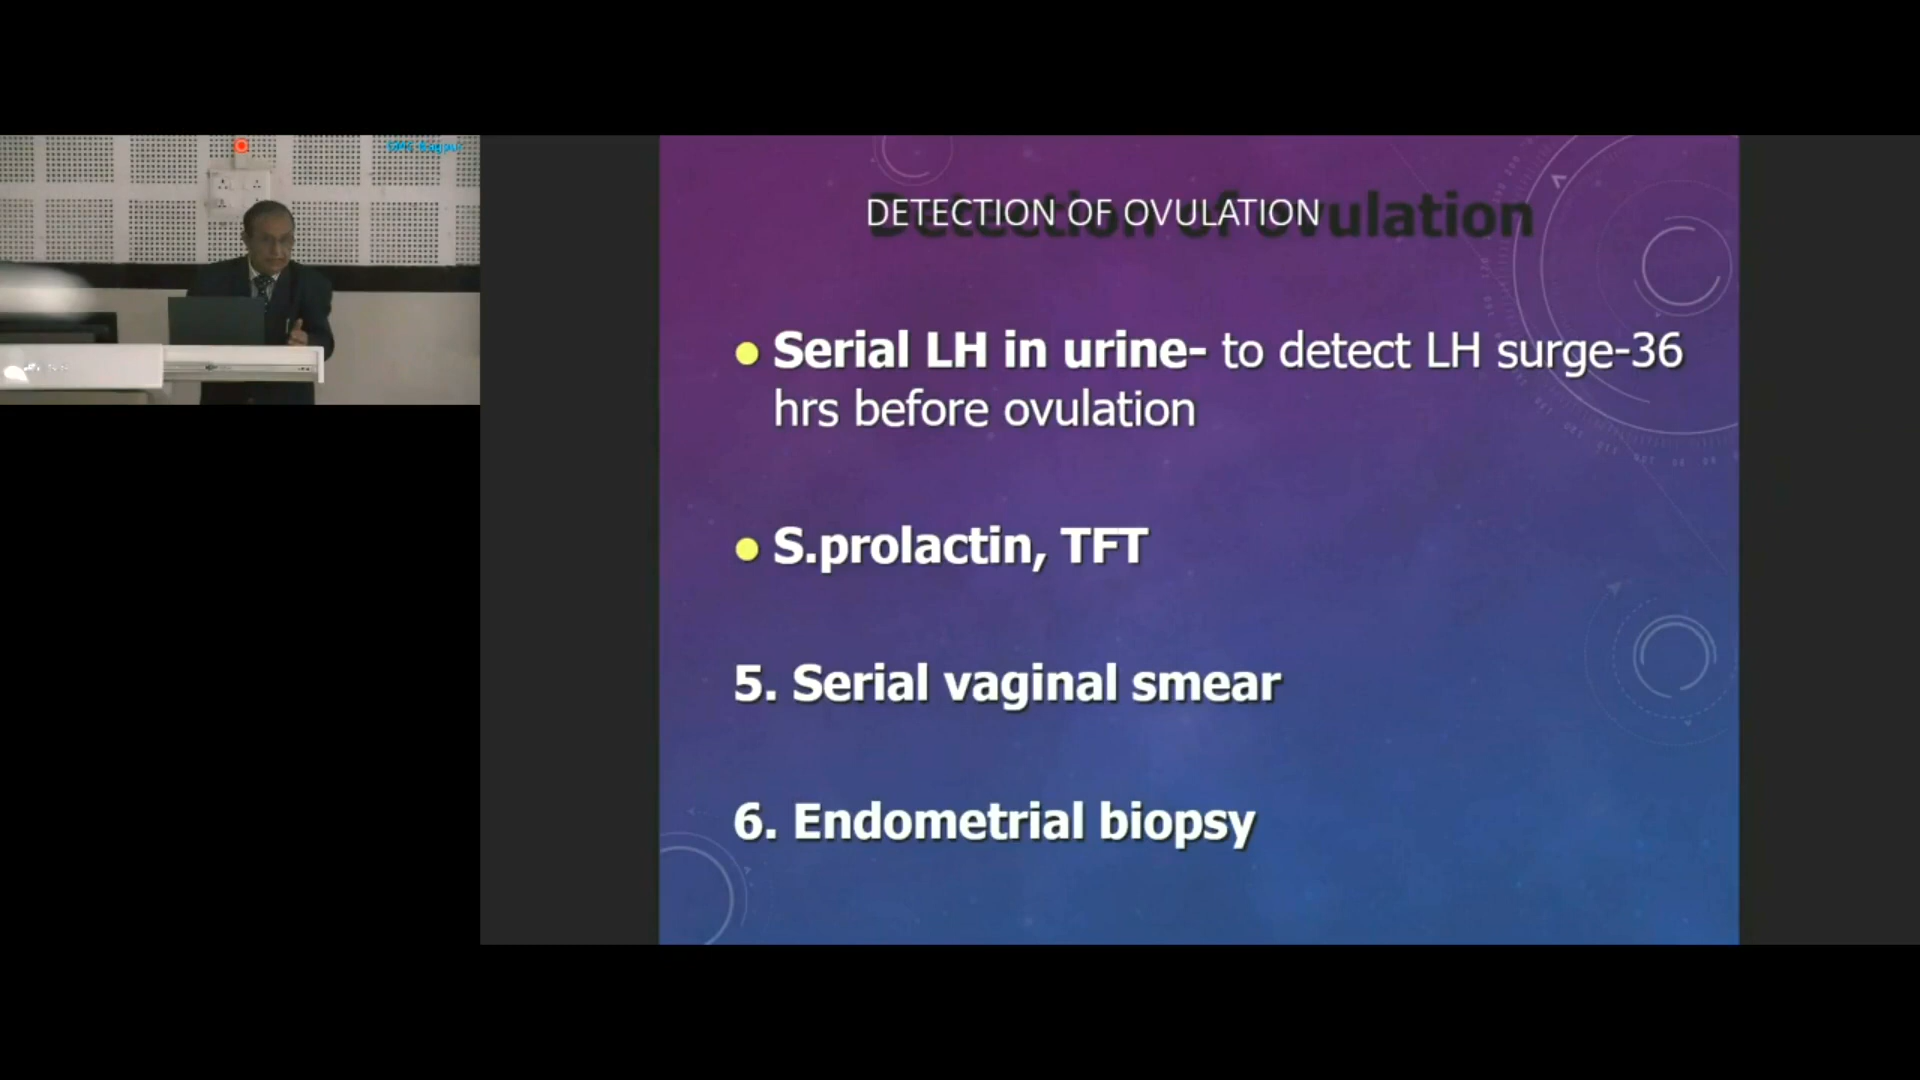 DETECTION OF OVULATION
Detection of ovulation
Serial LH in urine- to detect LH surge-36
hrs before ovulation
S.prolactin, TFT
5. Serial vaginal smear
6. Endometrial biopsy